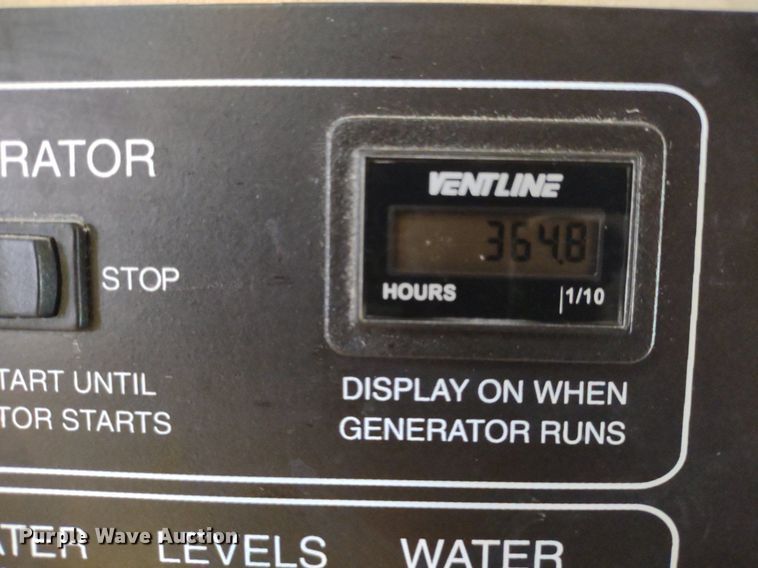 RATOR
STOP
TART UNTIL
TOR STARTS
VENTLINE
364.8
HOURS 1/10
DISPLAY ON WHEN
GENERATOR RUNS
ATER LEVELS WATER
Purple Wave Auction